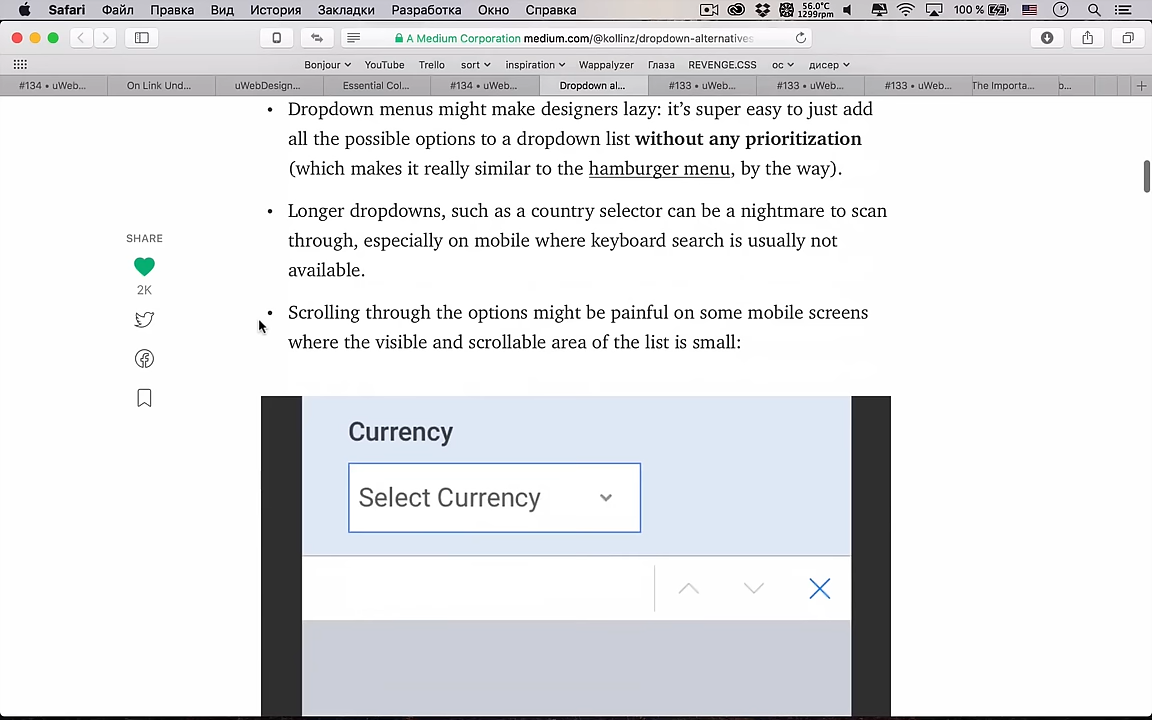 Safari Файл Правка Вид История Закладки Разработка Окно Справка 56.0°C 1299rpm 100 %
A Medium Corporation medium.com/@kollinz/dropdown-alternatives
Bonjour YouTube Trello sort inspiration Wappalyzer Глаза REVENGE.CSS ос дисер
#134 • uWeb... On Link Und... uWebDesign... Essential Col... #134 • uWeb... Dropdown al... #133 • uWeb... #133 • uWeb... #133 • uWeb... The Importa... b...
• Dropdown menus might make designers lazy: it’s super easy to just add
all the possible options to a dropdown list without any prioritization
(which makes it really similar to the hamburger menu, by the way).
• Longer dropdowns, such as a country selector can be a nightmare to scan
through, especially on mobile where keyboard search is usually not
available.
SHARE
2K
• Scrolling through the options might be painful on some mobile screens
where the visible and scrollable area of the list is small:
Currency
Select Currency